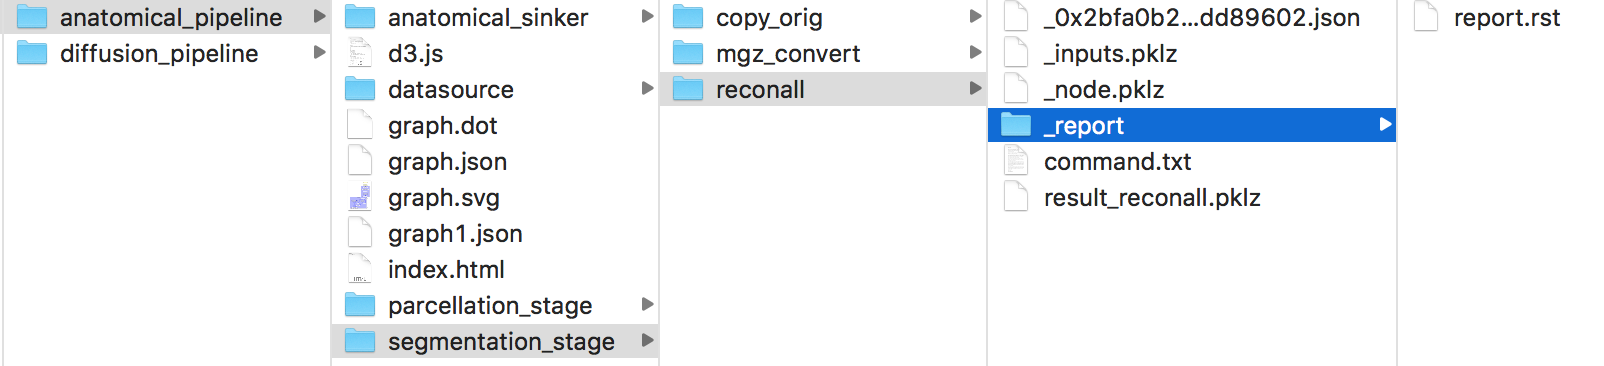 anatomical_pipeline
diffusion_pipeline
anatomical_sinker
d3.js
datasource
graph.dot
graph.json
graph.svg
graph1.json
index.html
parcellation_stage
segmentation_stage
copy_orig
mgz_convert
reconall
_0x2bfa0b2...dd89602.json
_inputs.pklz
_node.pklz
_report
command.txt
result_reconall.pklz
report.rst